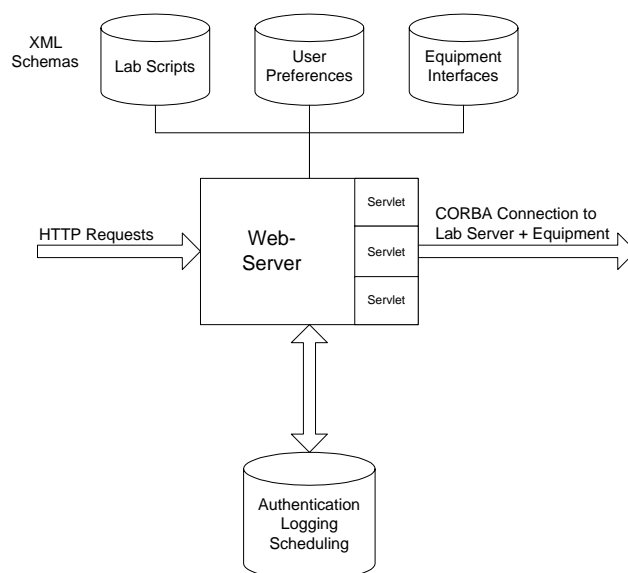 XML
Schemas
Lab Scripts
User
Preferences
Equipment
Interfaces
HTTP Requests
Web-
Server
Servlet
Servlet
Servlet
CORBA Connection to
Lab Server + Equipment
Authentication
Logging
Scheduling